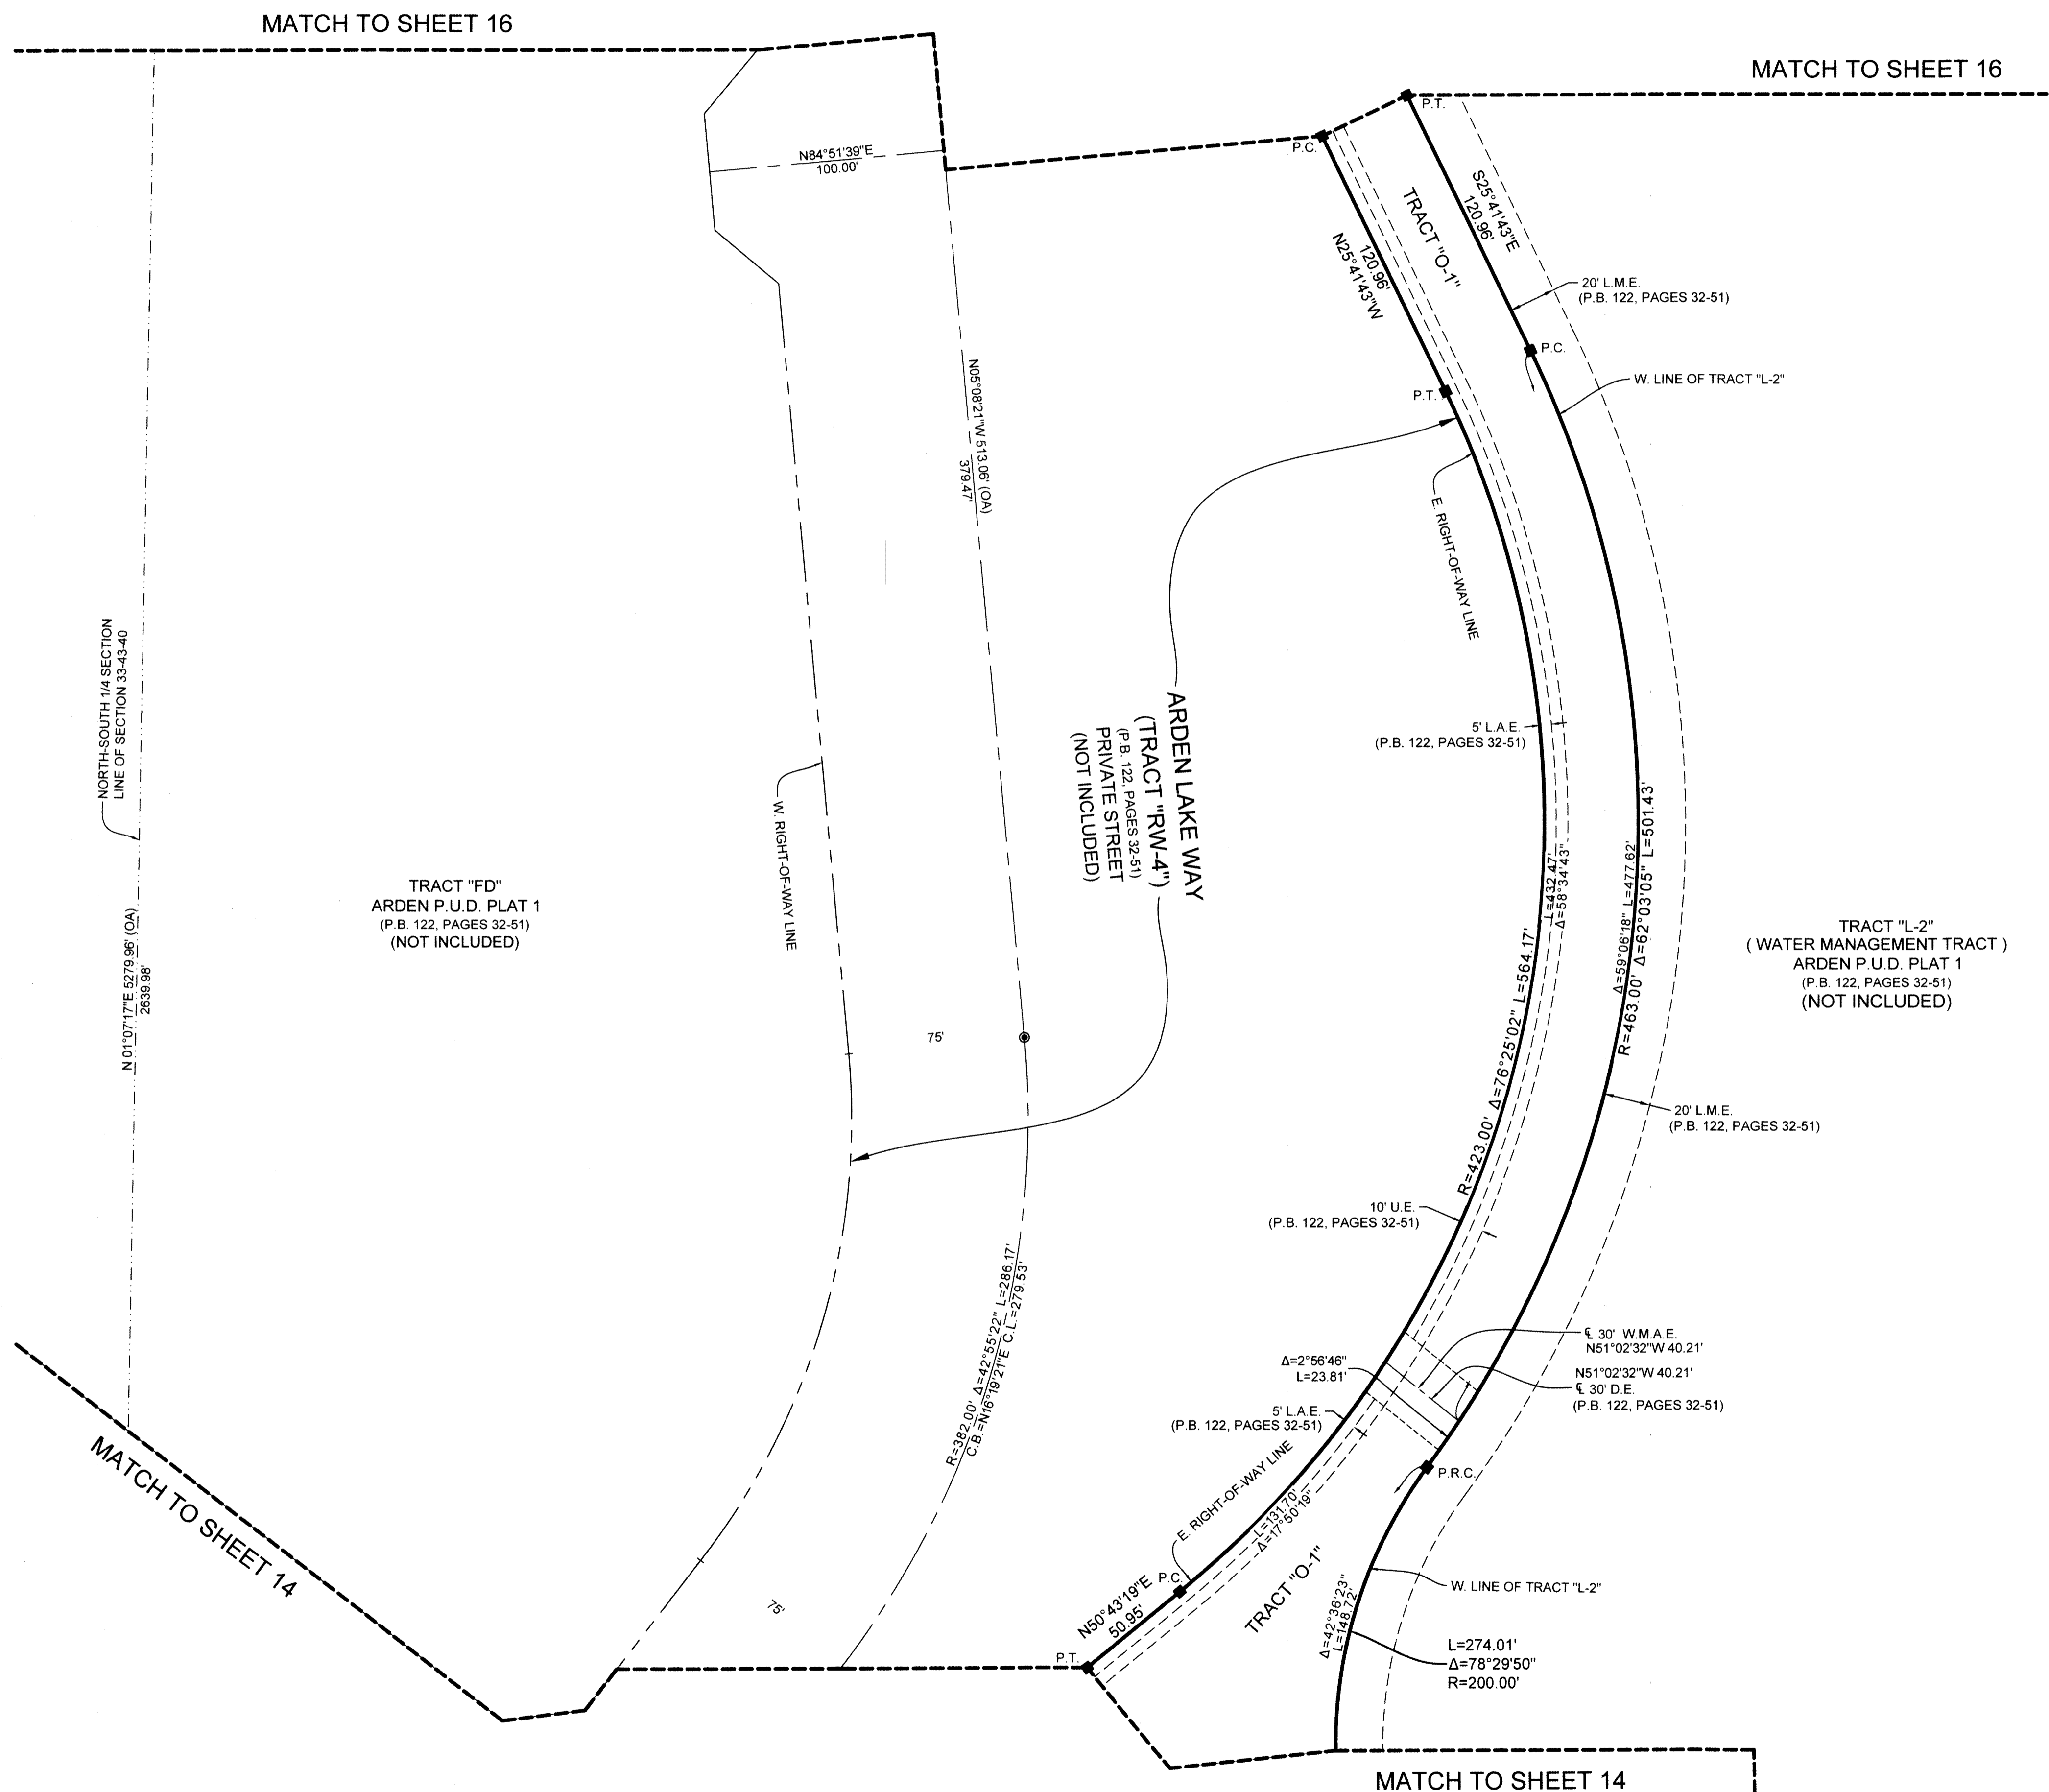 MATCH TO SHEET 16
MATCH TO SHEET 16
P.T.
P.C.
N84°51'39"E
100.00'
TRACT "O-1"
S25°41'43"E
120.96'
120.96'
N25°41'43"W
20' L.M.E.
(P.B. 122, PAGES 32-51)
P.C.
W. LINE OF TRACT "L-2"
P.T.
N05°08'21"W 513.06' (OA)
379.47'
E. RIGHT-OF-WAY LINE
NORTH-SOUTH 1/4 SECTION
LINE OF SECTION 33-43-40
N01°07'17"E 5279.96' (OA)
2639.98'
W. RIGHT-OF-WAY LINE
TRACT "FD"
ARDEN P.U.D. PLAT 1
(P.B. 122, PAGES 32-51)
(NOT INCLUDED)
ARDEN LAKE WAY
(TRACT "RW-4")
(P.B. 122, PAGES 32-51)
PRIVATE STREET
(NOT INCLUDED)
5' L.A.E.
(P.B. 122, PAGES 32-51)
L=432.47'
Δ=58°34'43"
Δ=59°06'18" L=477.62'
R=463.00' Δ=62°03'05" L=501.43'
R=423.00' Δ=76°25'02" L=564.17'
TRACT "L-2"
( WATER MANAGEMENT TRACT )
ARDEN P.U.D. PLAT 1
(P.B. 122, PAGES 32-51)
(NOT INCLUDED)
75'
20' L.M.E.
(P.B. 122, PAGES 32-51)
10' U.E.
(P.B. 122, PAGES 32-51)
R=382.00' Δ=42°55'22" L=286.17'
C.B.=N16°19'21"E C.L.=279.53'
℄ 30' W.M.A.E.
N51°02'32"W 40.21'
N51°02'32"W 40.21'
℄ 30' D.E.
(P.B. 122, PAGES 32-51)
Δ=2°56'46"
L=23.81'
5' L.A.E.
(P.B. 122, PAGES 32-51)
E. RIGHT-OF-WAY LINE
P.R.C.
L=131.70'
Δ=17°50'19"
MATCH TO SHEET 14
75'
P.C.
N50°43'19"E
50.95'
P.T.
TRACT "O-1"
W. LINE OF TRACT "L-2"
Δ=42°36'23"
L=148.72'
L=274.01'
Δ=78°29'50"
R=200.00'
MATCH TO SHEET 14